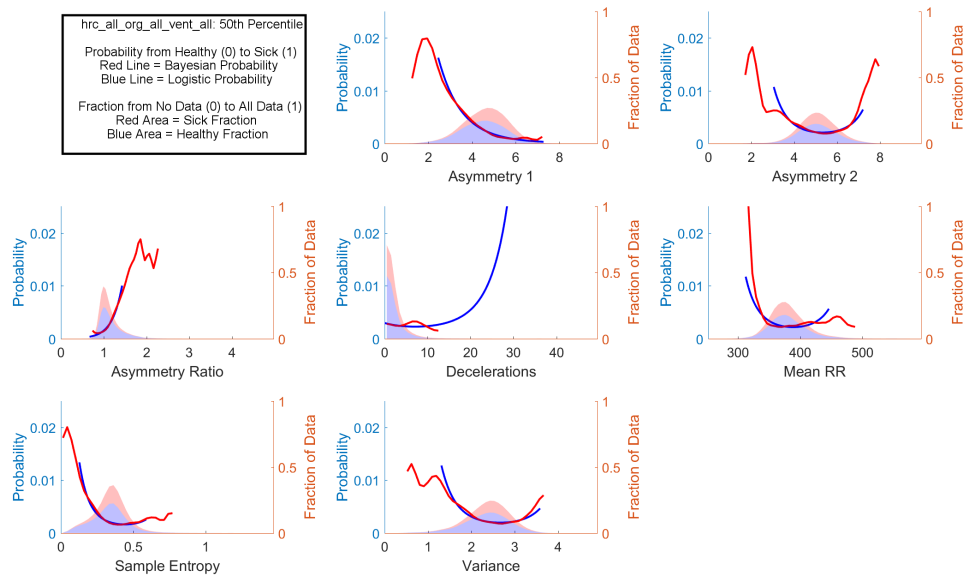 hrc_all_org_all_vent_all: 50th Percentile
Probability from Healthy (0) to Sick (1)
Red Line = Bayesian Probability
Blue Line = Logistic Probability
Fraction from No Data (0) to All Data (1)
Red Area = Sick Fraction
Blue Area = Healthy Fraction
Probability
0.02
0.01
0
0 2 4 6 8
Asymmetry 1
1
0.5
0
Fraction of Data
Probability
0.02
0.01
0
0 2 4 6 8
Asymmetry 2
1
0.5
0
Fraction of Data
Probability
0.02
0.01
0
0 1 2 3 4
Asymmetry Ratio
1
0.5
0
Fraction of Data
Probability
0.02
0.01
0
0 10 20 30 40
Decelerations
1
0.5
0
Fraction of Data
Probability
0.02
0.01
0
300 400 500
Mean RR
1
0.5
0
Fraction of Data
Probability
0.02
0.01
0
0 0.5 1
Sample Entropy
1
0.5
0
Fraction of Data
Probability
0.02
0.01
0
0 1 2 3 4
Variance
1
0.5
0
Fraction of Data